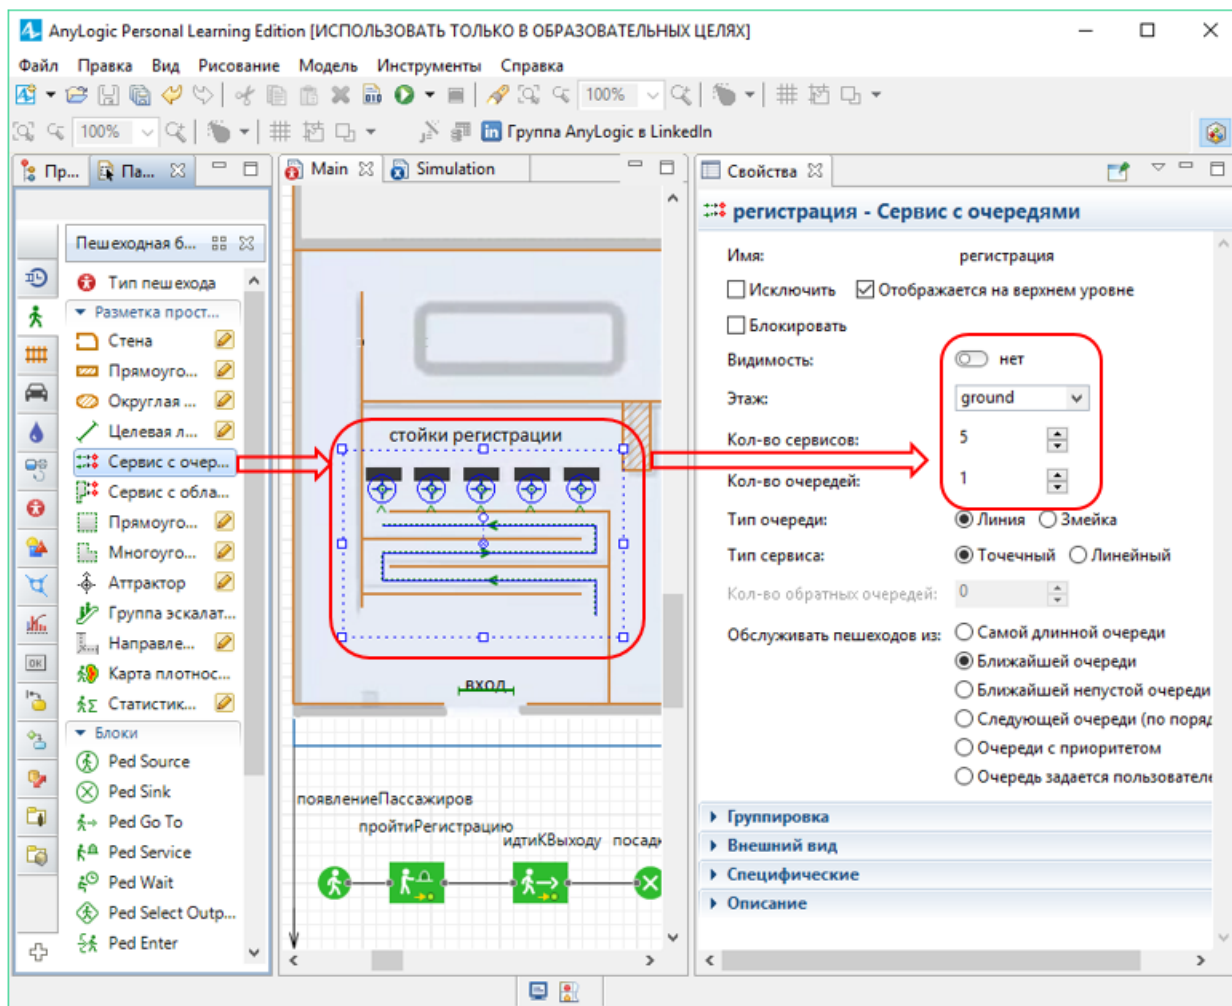 AnyLogic Personal Learning Edition [ИСПОЛЬЗОВАТЬ ТОЛЬКО В ОБРАЗОВАТЕЛЬНЫХ ЦЕЛЯХ]
Файл Правка Вид Рисование Модель Инструменты Справка
100%
100% Группа AnyLogic в LinkedIn
Пр... Па...
Пешеходная б...
Тип пешехода
Разметка прост...
Стена
Прямоуго...
Округлая ...
Целевая л...
Сервис с очер...
Сервис с обла...
Прямоуго...
Многоуго...
Аттрактор
Группа эскалат...
Направле...
Карта плотнос...
Статистик...
Блоки
Ped Source
Ped Sink
Ped Go To
Ped Service
Ped Wait
Ped Select Outp...
Ped Enter
OK
Main Simulation
стойки регистрации
вход
появлениеПассажиров
пройтиРегистрацию
идтиКВыходу посадк
Свойства
регистрация - Сервис с очередями
Имя: регистрация
Исключить Отображается на верхнем уровне
Блокировать
Видимость: нет
Этаж: ground
Кол-во сервисов: 5
Кол-во очередей: 1
Тип очереди: Линия Змейка
Тип сервиса: Точечный Линейный
Кол-во обратных очередей: 0
Обслуживать пешеходов из: Самой длинной очереди
Ближайшей очереди
Ближайшей непустой очереди
Следующей очереди (по поряд
Очереди с приоритетом
Очередь задается пользователе
Группировка
Внешний вид
Специфические
Описание